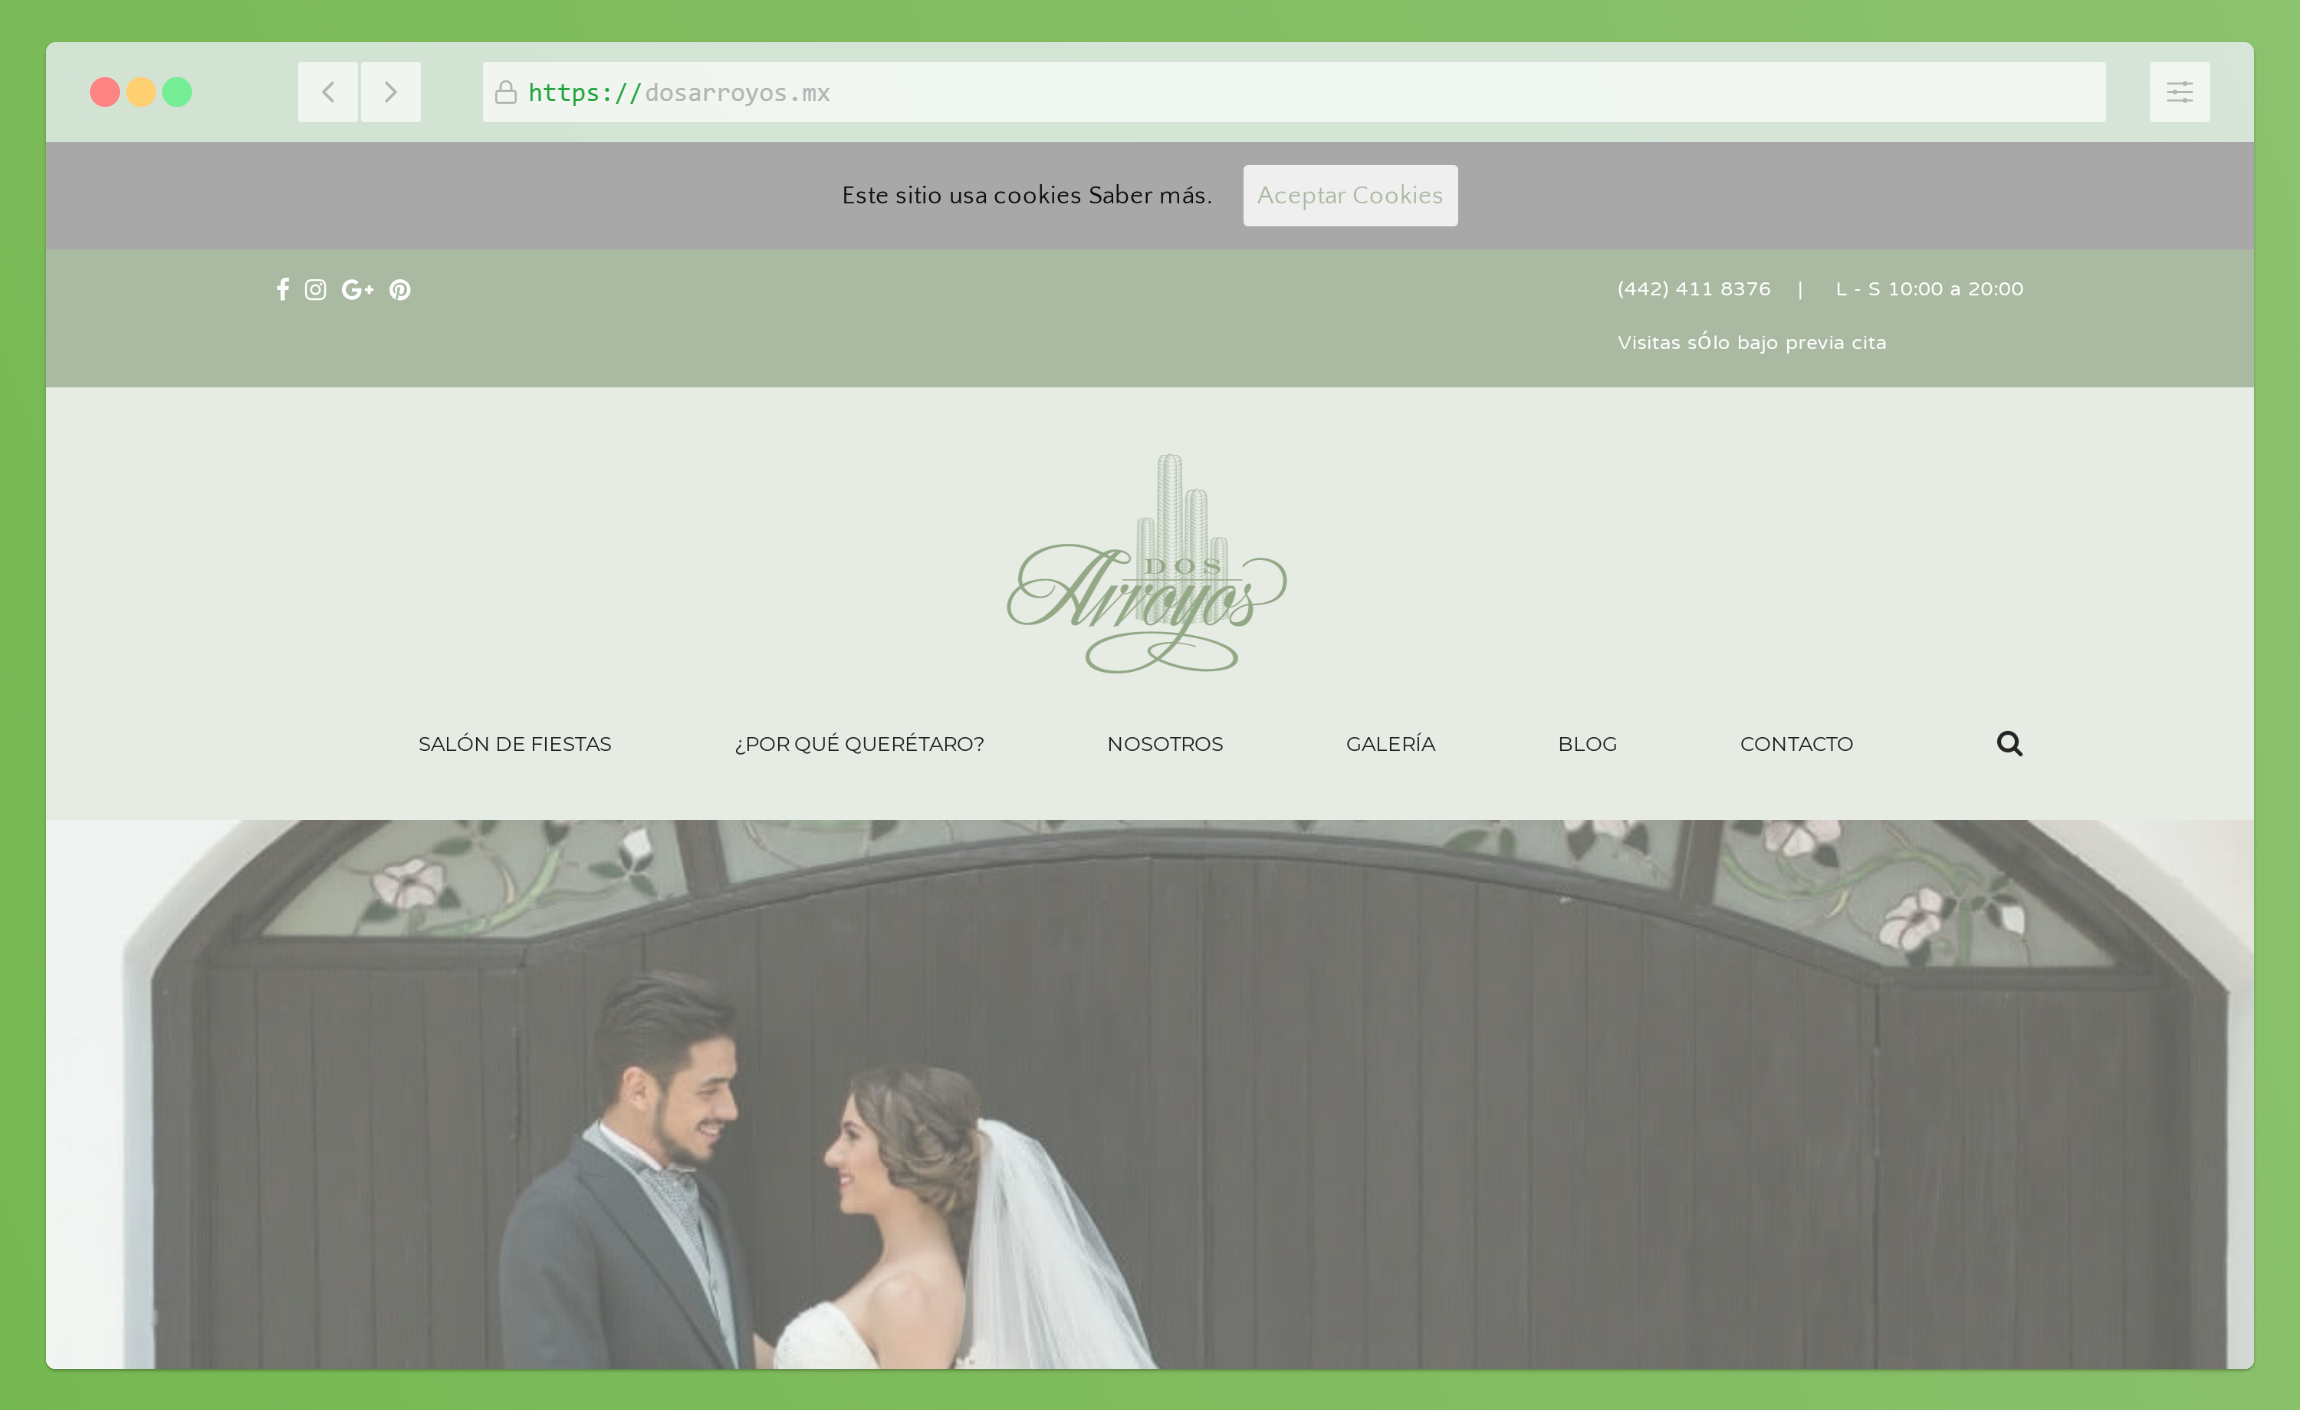 https://dosarroyos.mx
Este sitio usa cookies Saber más.
Aceptar Cookies
(442) 411 8376 | L - S 10:00 a 20:00
Visitas sólo bajo previa cita
DOS
Arroyos
SALÓN DE FIESTAS
¿POR QUÉ QUERÉTARO?
NOSOTROS
GALERÍA
BLOG
CONTACTO